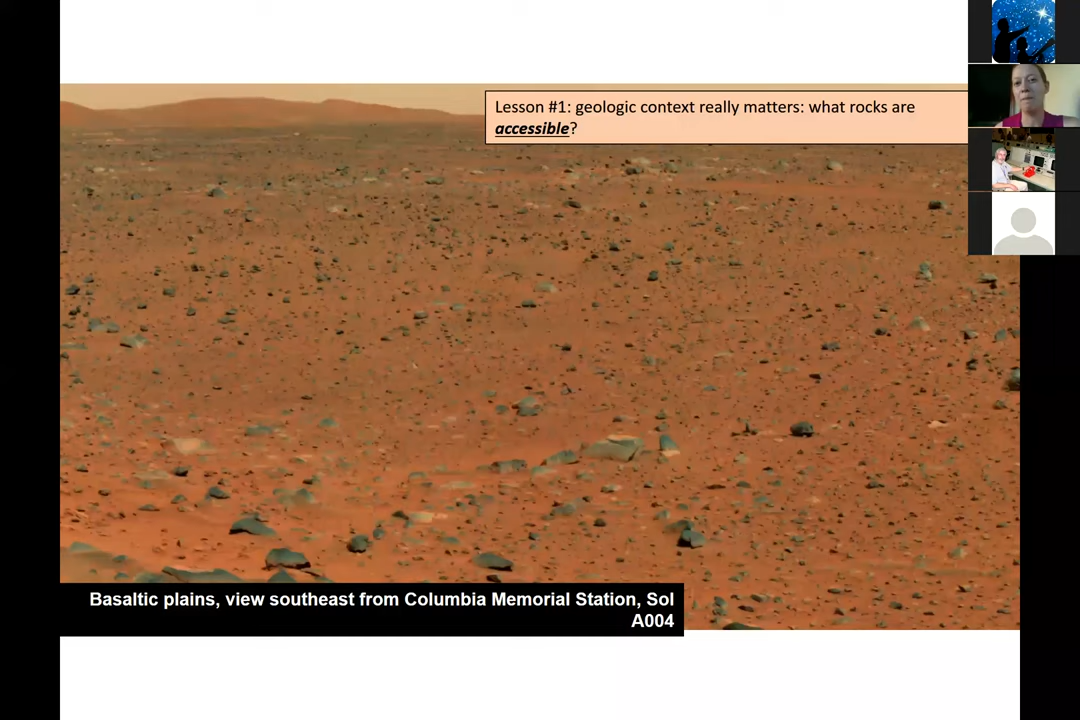 Lesson #1: geologic context really matters: what rocks are
accessible?
Basaltic plains, view southeast from Columbia Memorial Station, Sol
A004